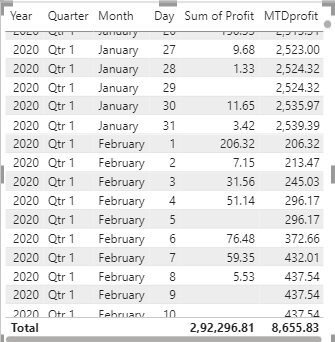 Year Quarter Month Day Sum of Profit MTDprofit
2020 Qtr 1 January
2020 Qtr 1 January 27 9.68 2,523.00
2020 Qtr 1 January 28 1.33 2,524.32
2020 Qtr 1 January 29 2,524.32
2020 Qtr 1 January 30 11.65 2,535.97
2020 Qtr 1 January 31 3.42 2,539.39
2020 Qtr 1 February 1 206.32 206.32
2020 Qtr 1 February 2 7.15 213.47
2020 Qtr 1 February 3 31.56 245.03
2020 Qtr 1 February 4 51.14 296.17
2020 Qtr 1 February 5 296.17
2020 Qtr 1 February 6 76.48 372.66
2020 Qtr 1 February 7 59.35 432.01
2020 Qtr 1 February 8 5.53 437.54
2020 Qtr 1 February 9 437.54
2020 Qtr 1 February 10 437.54
Total 2,92,296.81 8,655.83